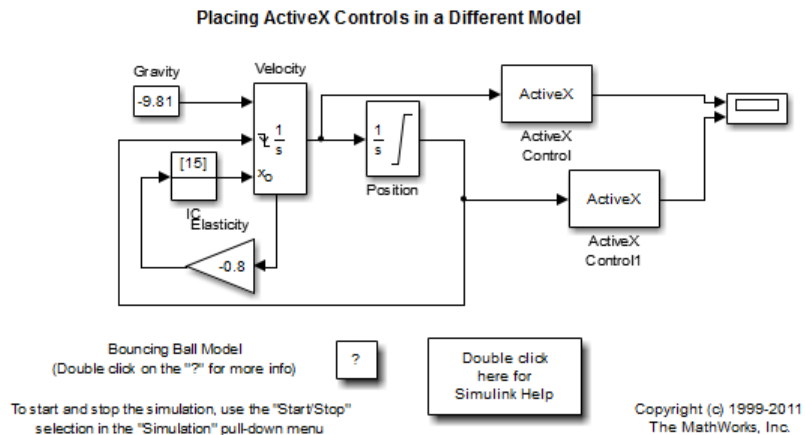 Placing ActiveX Controls in a Different Model
Gravity
Velocity
-9.81
1
s
xo
[15]
IC
Elasticity
-0.8
1
s
Position
ActiveX
ActiveX
Control
ActiveX
ActiveX
Control1
Bouncing Ball Model
(Double click on the "?" for more info)
?
Double click
here for
Simulink Help
To start and stop the simulation, use the "Start/Stop"
selection in the "Simulation" pull-down menu
Copyright (c) 1999-2011
The MathWorks, Inc.